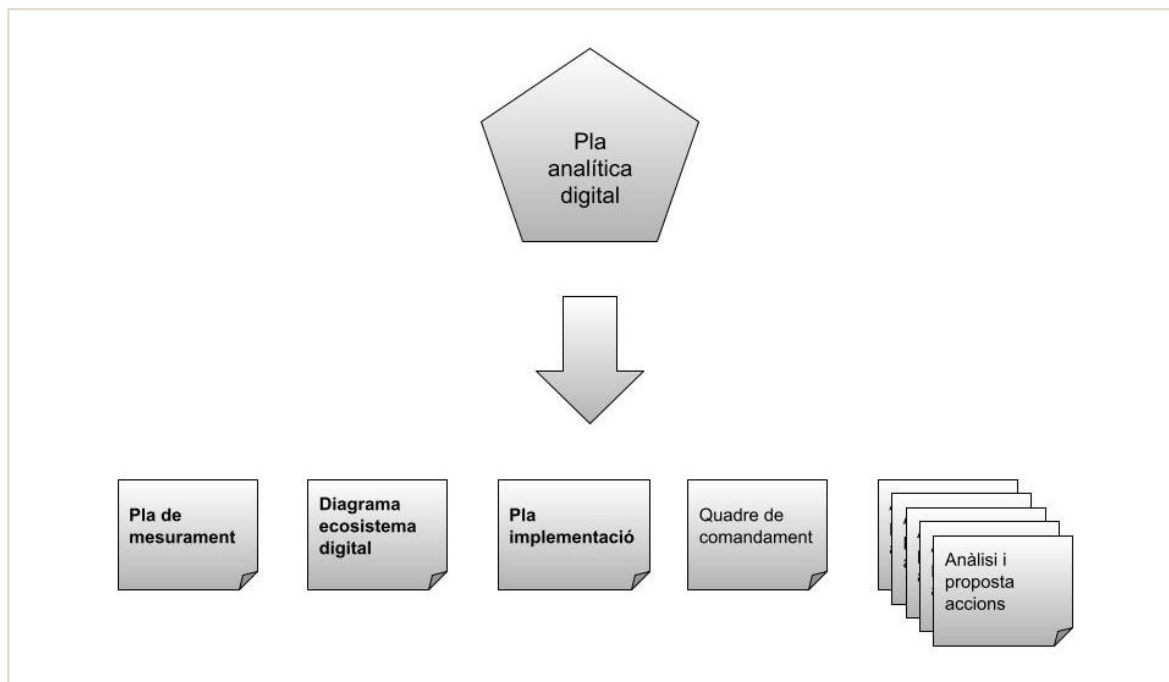 Pla
analítica
digital
Pla de
mesurament
Diagrama
ecosistema
digital
Pla
implementació
Quadre de
comandament
Anàlisi i
proposta
accions